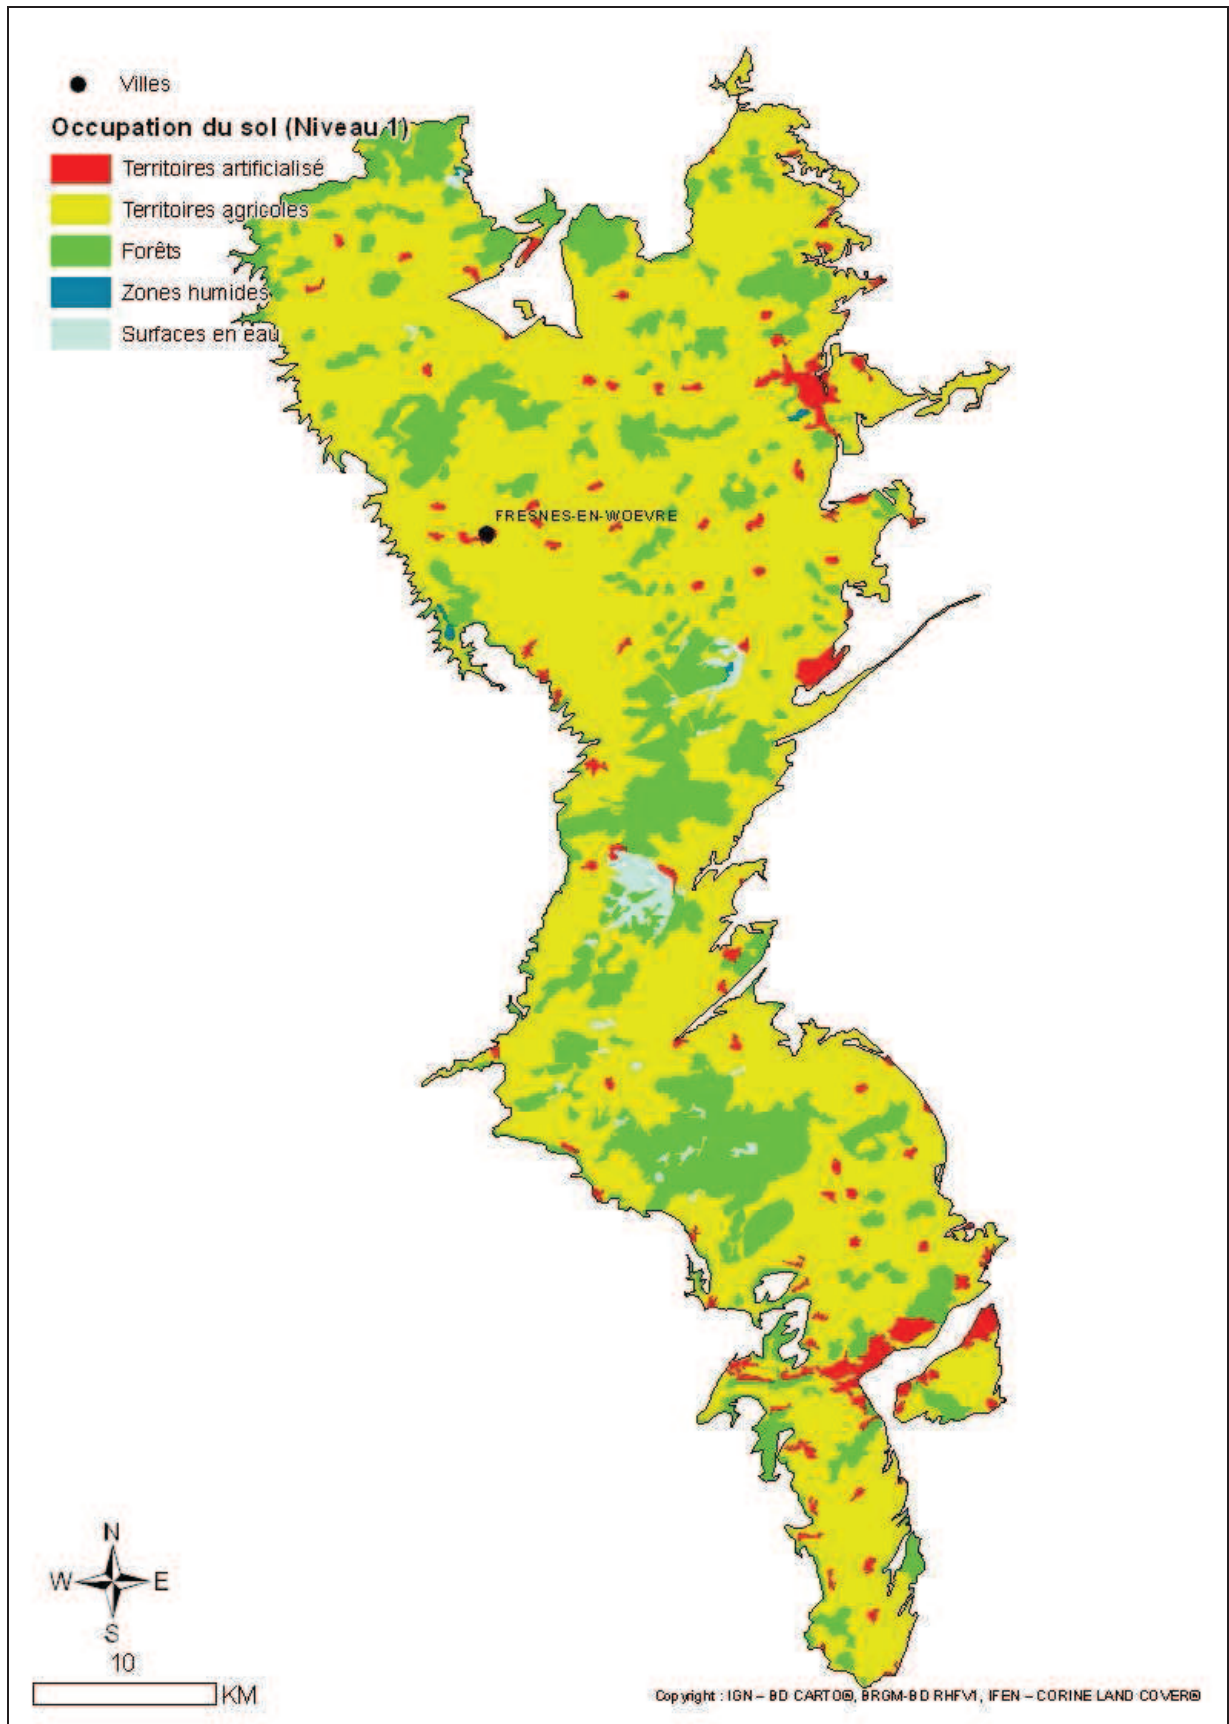 Villes
Occupation du sol (Niveau 1)
Territoires artificialisé
Territoires agricoles
Forêts
Zones humides
Surfaces en eau
FRESNES-EN-WOEVRE
N
W E
S
10
KM
Copyright : IGN – BD CARTO®, BRGM-BD RHFV1, IFEN – CORINE LAND COVER®